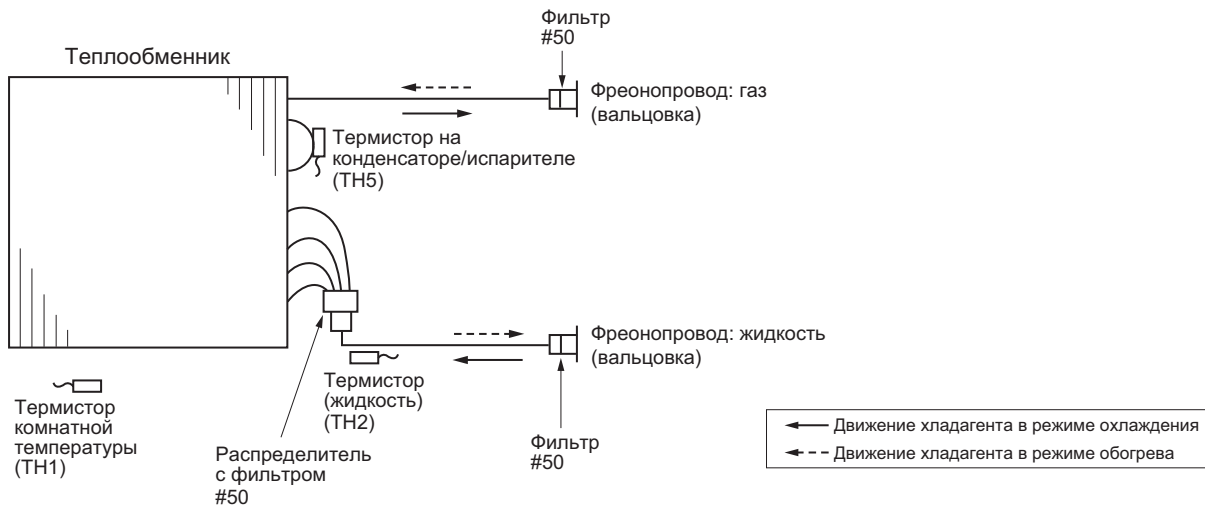 Фильтр
#50
Теплообменник
Фреонопровод: газ
(вальцовка)
Термистор на
конденсаторе/испарителе
(TH5)
Фреонопровод: жидкость
(вальцовка)
Термистор
(жидкость)
(TH2)
Термистор
комнатной
температуры
(TH1)
Распределитель
с фильтром
#50
Фильтр
#50
Движение хладагента в режиме охлаждения
Движение хладагента в режиме обогрева